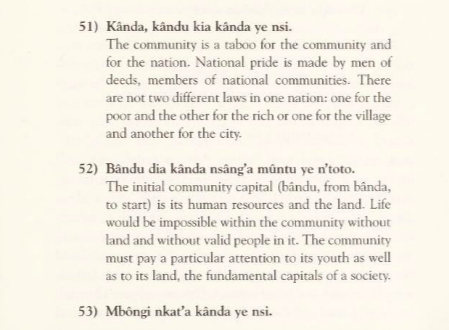 51) Kânda, kându kia kânda ye nsi.
The community is a taboo for the community and
for the nation. National pride is made by men of
deeds, members of national communities. There
are not two different laws in one nation: one for the
poor and the other for the rich or one for the village
and another for the city.
52) Bându dia kânda nsâng'a mûntu ye n'toto.
The initial community capital (bându, from bânda,
to start) is its human resources and the land. Life
would be impossible within the community without
land and without valid people in it. The community
must pay a particular attention to its youth as well
as to its land, the fundamental capitals of a society.
53) Mbôngi nkat'a kânda ye nsi.